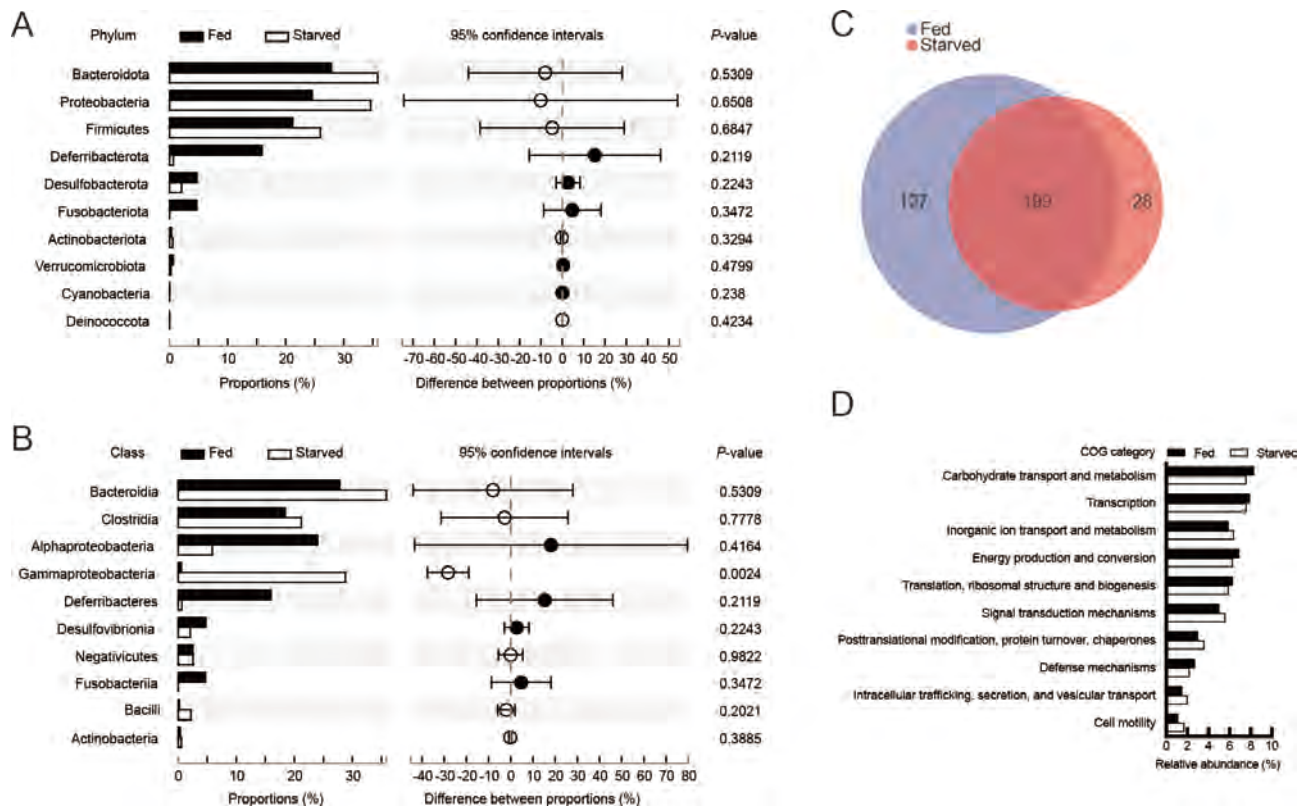 A
Phylum Fed Starved 95% confidence intervals P-value
Bacteroidota 0.5309
Proteobacteria 0.6508
Firmicutes 0.6847
Deferribacterota 0.2119
Desulfobacterota 0.2243
Fusobacteriota 0.3472
Actinobacteriota 0.3294
Verrucomicrobiota 0.4799
Cyanobacteria 0.238
Deinococcota 0.4234
0 10 20 30 -70 -60 -50 -40 -30 -20 -10 0 10 20 30 40 50
Proportions (%) Difference between proportions (%)
B
Class Fed Starved 95% confidence intervals P-value
Bacteroidia 0.5309
Clostridia 0.7778
Alphaproteobacteria 0.4164
Gammaproteobacteria 0.0024
Deferribacteres 0.2119
Desulfovibrionia 0.2243
Negativicutes 0.9822
Fusobacteriia 0.3472
Bacilli 0.2021
Actinobacteria 0.3885
0 10 20 30 -40 -30 -20 -10 0 10 20 30 40 50 60 70 80
Proportions (%) Difference between proportions (%)
C
Fed
Starved
199 28
D
COG category Fed Starved
Carbohydrate transport and metabolism
Transcription
Inorganic ion transport and metabolism
Energy production and conversion
Translation, ribosomal structure and biogenesis
Signal transduction mechanisms
Posttranslational modification, protein turnover, chaperones
Defense mechanisms
Intracellular trafficking, secretion, and vesicular transport
Cell motility
0 2 4 6 8 10
Relative abundance (%)